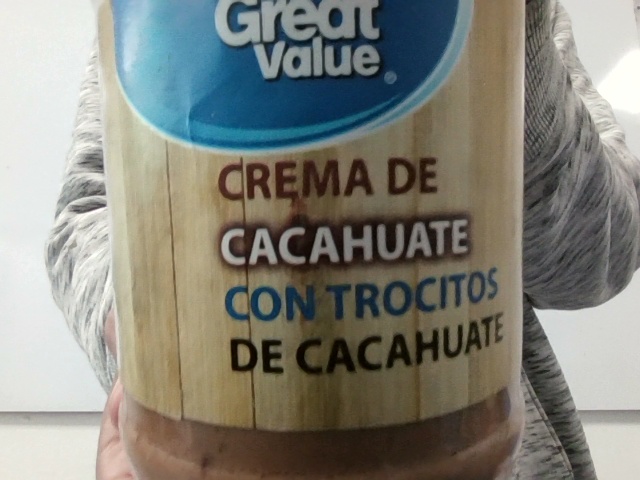 Great
Value®
CREMA DE
CACAHUATE
CON TROCITOS
DE CACAHUATE